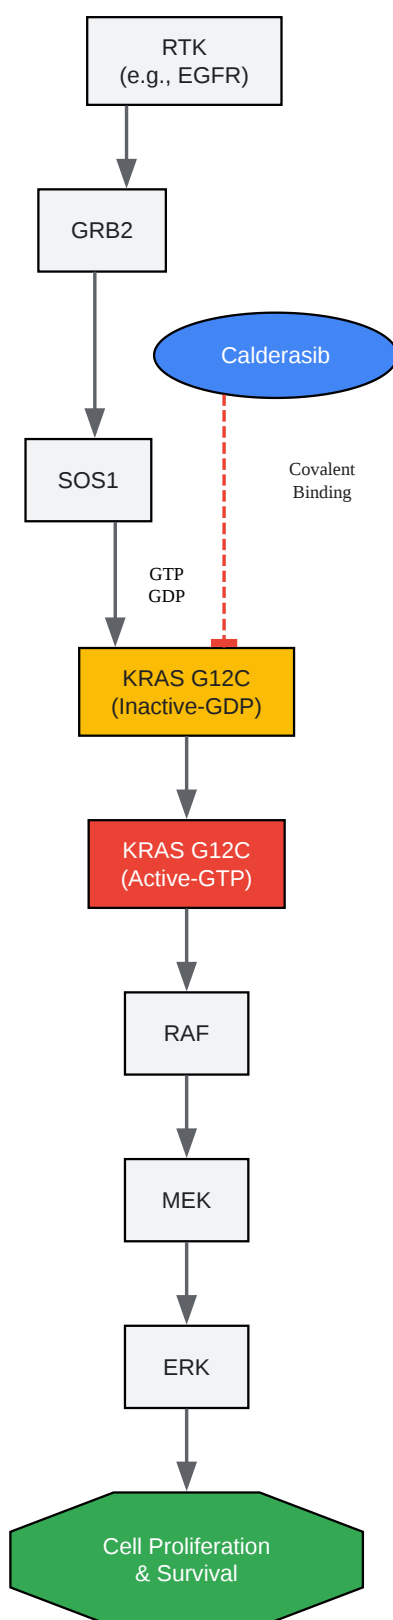 RTK
(e.g., EGFR)
GRB2
Calderasib
Covalent
Binding
SOS1
GTP
GDP
KRAS G12C
(Inactive-GDP)
KRAS G12C
(Active-GTP)
RAF
MEK
ERK
Cell Proliferation
& Survival